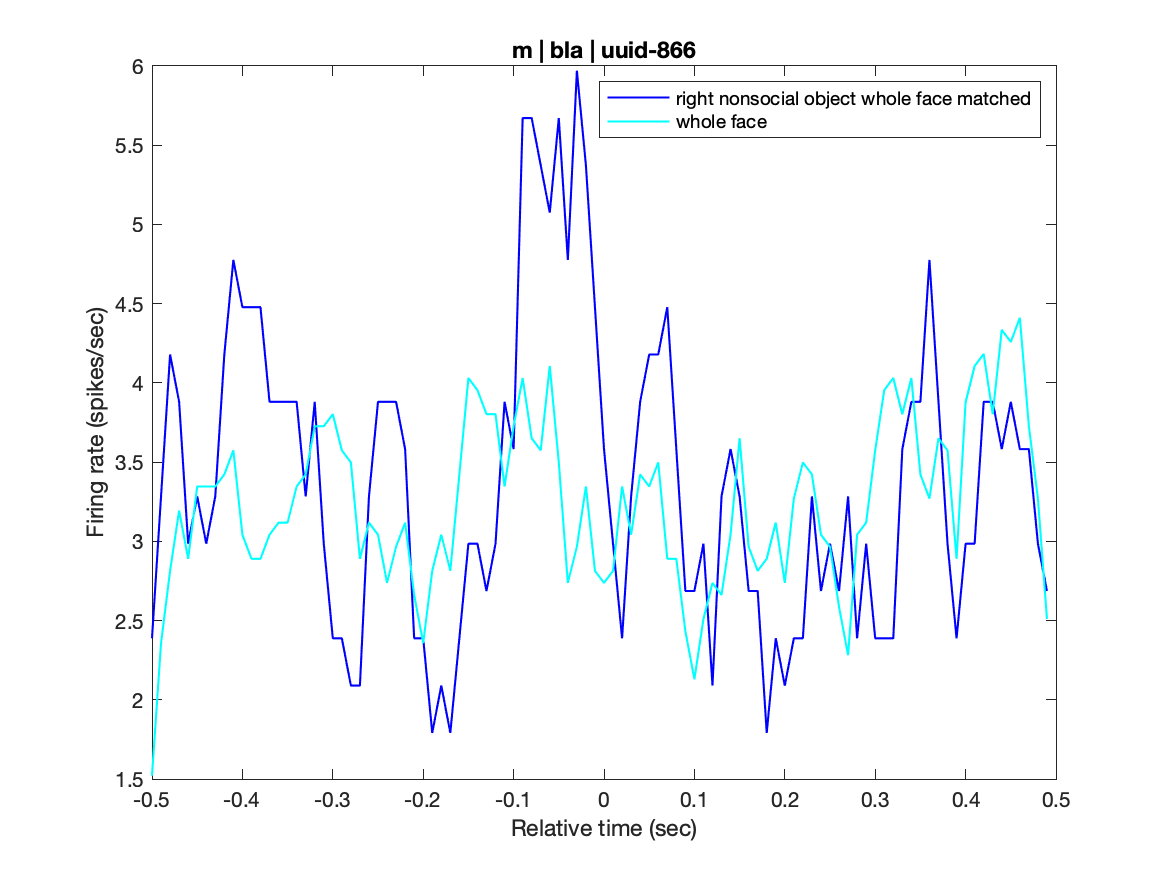 m | bla | uuid-866
right nonsocial object whole face matched
whole face
Firing rate (spikes/sec)
6
5.5
5
4.5
4
3.5
3
2.5
2
1.5
-0.5 -0.4 -0.3 -0.2 -0.1 0 0.1 0.2 0.3 0.4 0.5
Relative time (sec)